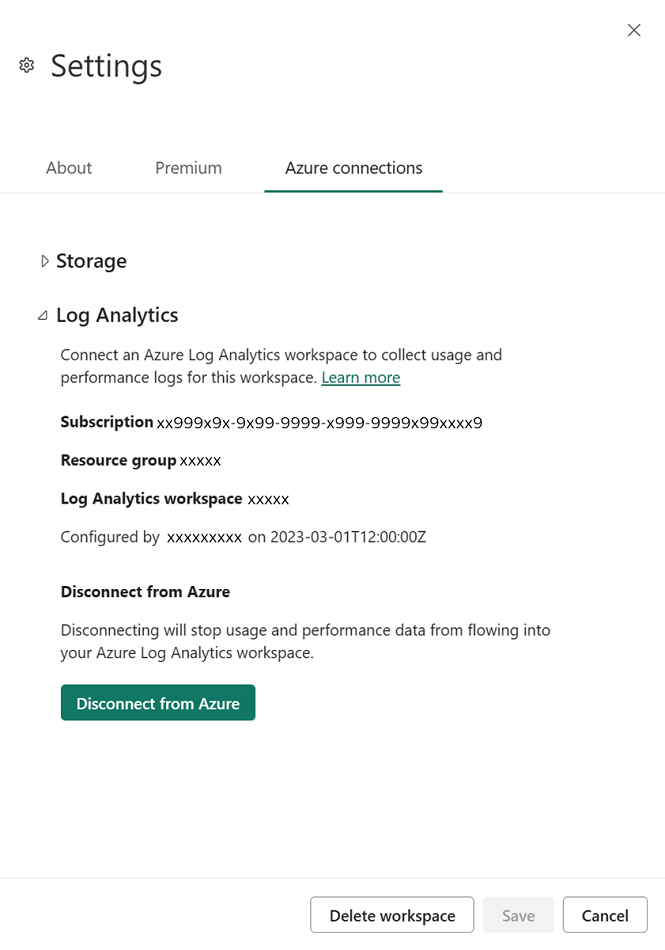 Settings
About
Premium
Azure connections
Storage
Log Analytics
Connect an Azure Log Analytics workspace to collect usage and
performance logs for this workspace. Learn more
Subscription xx999x9x-9x99-9999-x999-9999x99xxxx9
Resource group xxxxx
Log Analytics workspace xxxxx
Configured by xxxxxxxxx on 2023-03-01T12:00:00Z
Disconnect from Azure
Disconnecting will stop usage and performance data from flowing into
your Azure Log Analytics workspace.
Disconnect from Azure
Delete workspace
Save
Cancel